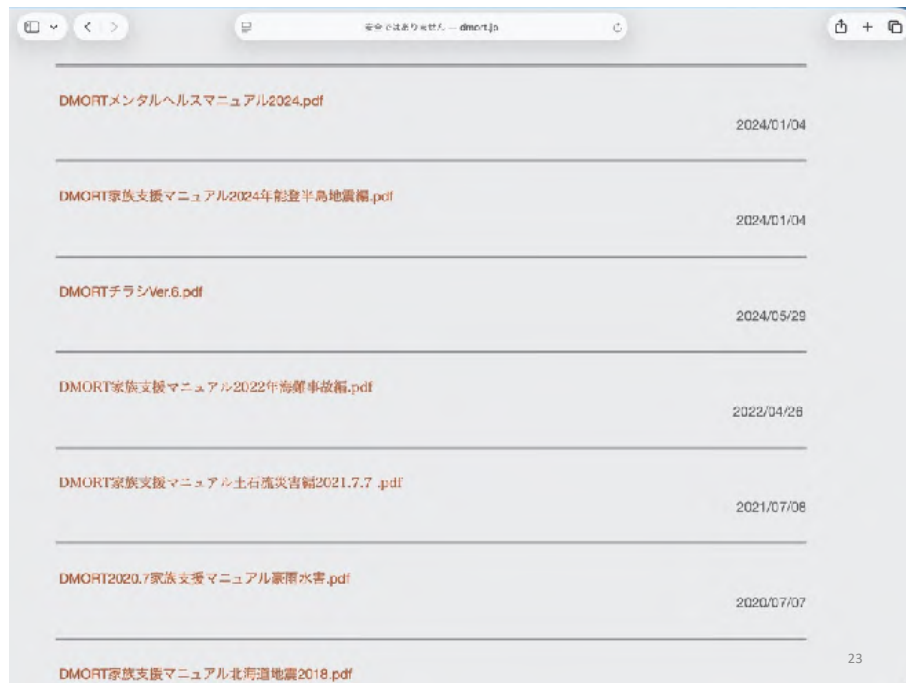 安全ではありません — dmort.jp
DMORTメンタルヘルスマニュアル2024.pdf
2024/01/04
DMORT家族支援マニュアル2024年能登半島地震編.pdf
2024/01/04
DMORTチラシVer.6.pdf
2024/05/29
DMORT家族支援マニュアル2022年海難事故編.pdf
2022/04/26
DMORT家族支援マニュアル土石流災害編2021.7.7 .pdf
2021/07/08
DMORT2020.7家族支援マニュアル豪雨水害.pdf
2020/07/07
DMORT家族支援マニュアル北海道地震2018.pdf
23